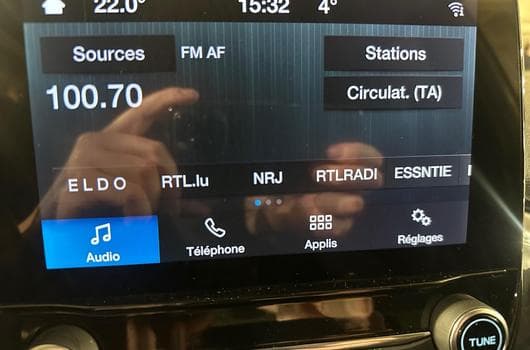 22.0° 15:32 4°
Sources FM AF Stations
100.70 Circulat. (TA)
ELDO RTL.lu NRJ RTLRADI ESSNTIE
Audio Téléphone Applis Réglages
TUNE